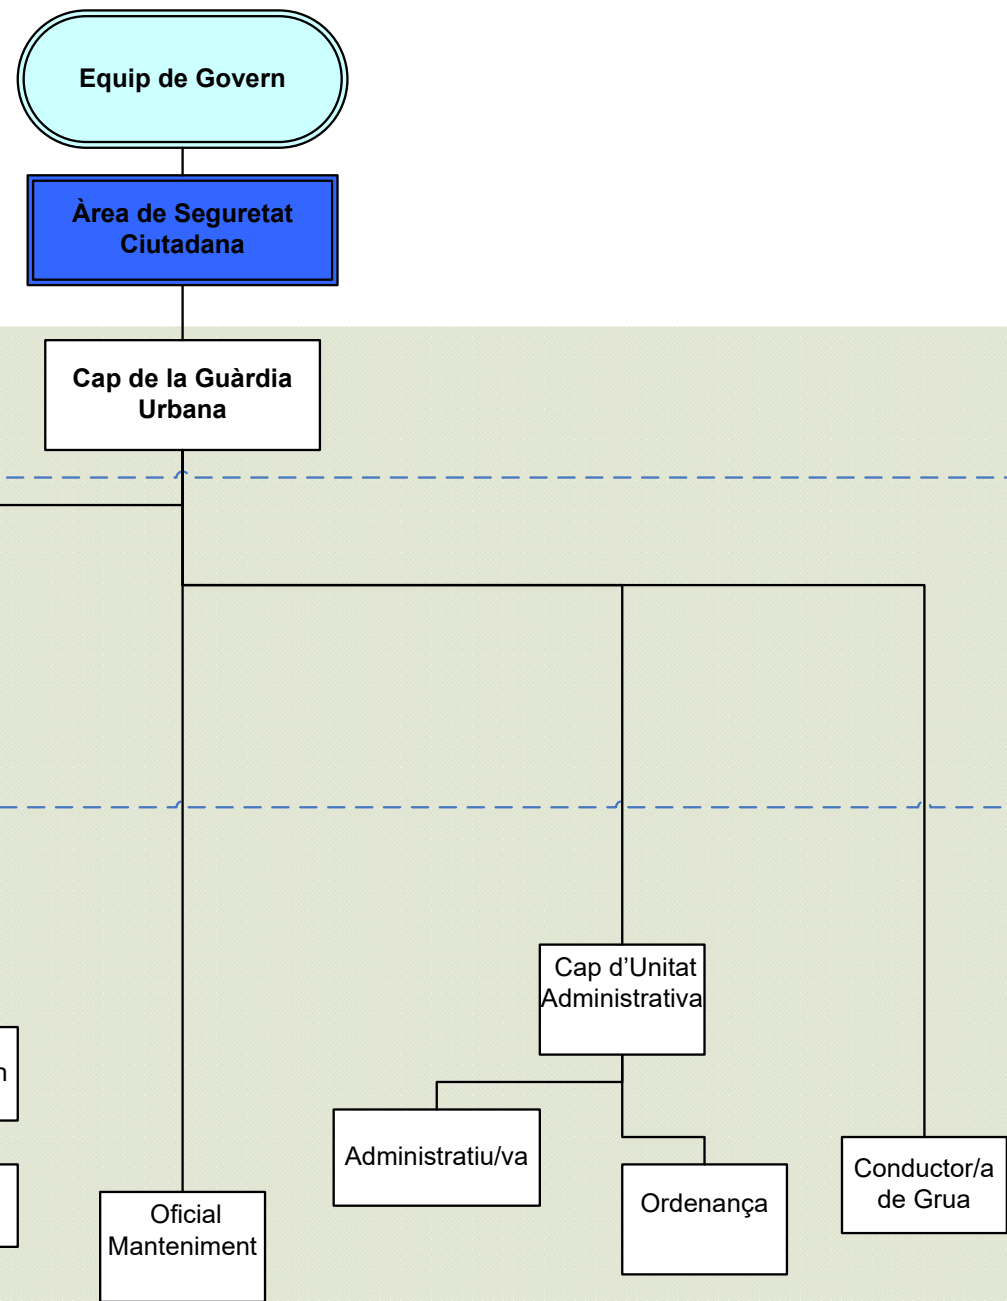 Equip de Govern
Àrea de Seguretat
Ciutadana
Cap de la Guàrdia
Urbana
Cap d’Unitat
Administrativa
Administratiu/va
Ordenança
Conductor/a
de Grua
Oficial
Manteniment